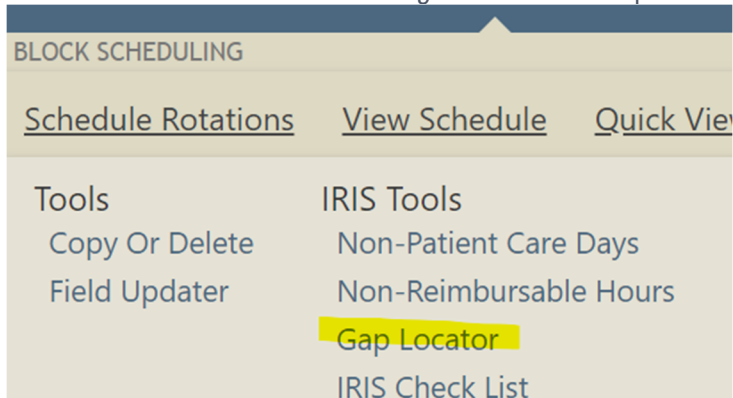 BLOCK SCHEDULING
Schedule Rotations View Schedule Quick
Tools
Copy Or Delete
Field Updater
IRIS Tools
Non-Patient Care Days
Non-Reimbursable Hours
Gap Locator
IRIS Check List